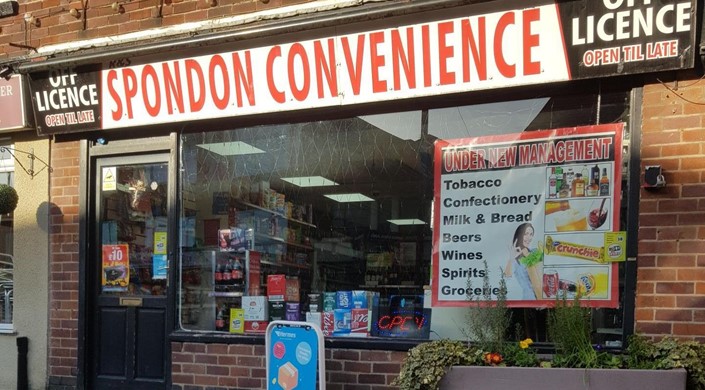 OFF
LICENCE
OPEN TIL LATE
SPONDON CONVENIENCE
OFF
LICENCE
OPEN TIL LATE
UNDER NEW MANAGEMENT
Tobacco
Confectionery
Milk & Bread
Beers
Wines
Spirits
Groceries
crunchie
£10
OPEN